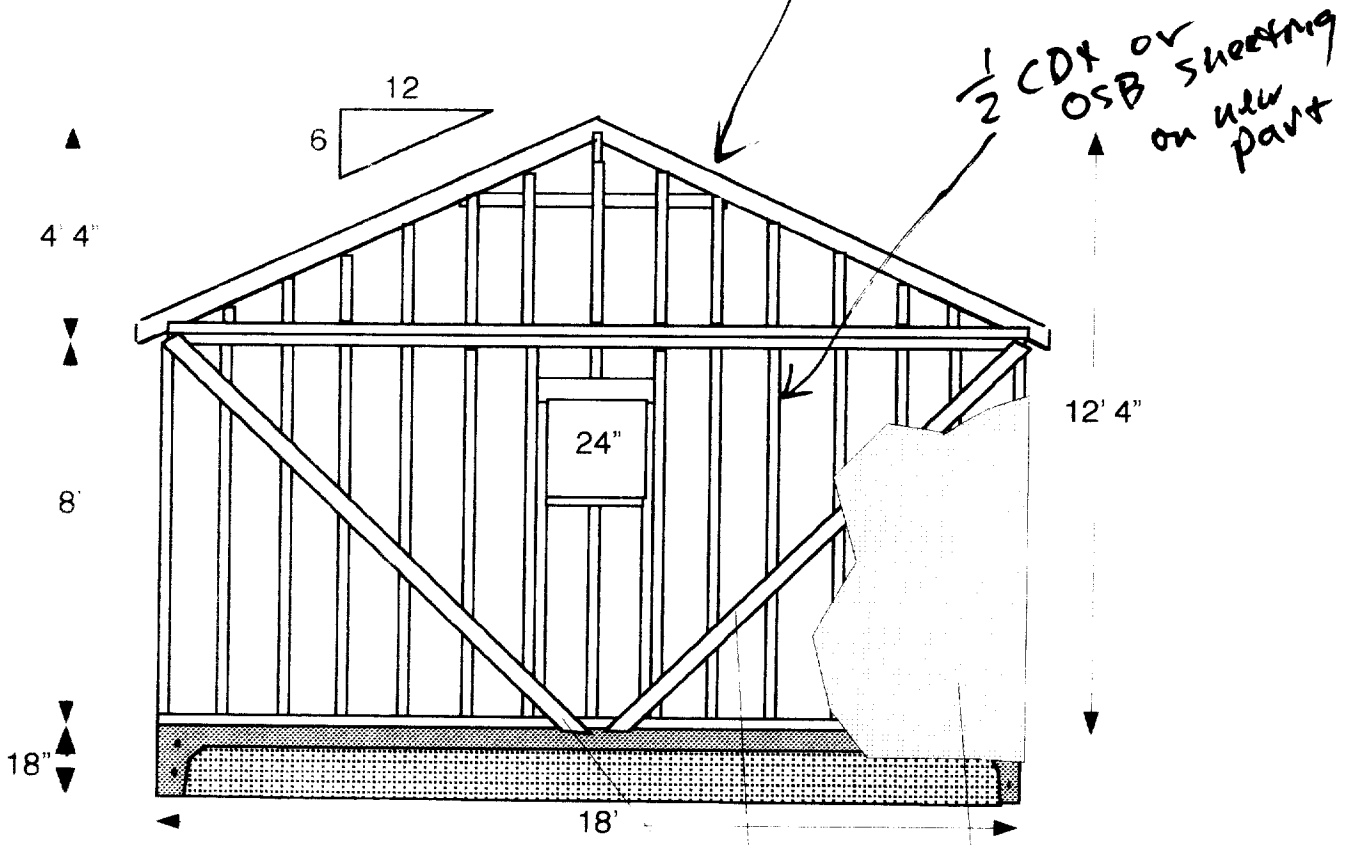 1/2 CDX or
OSB sheeting
on new
part
12
6
4' 4"
12' 4"
24"
8'
18"
18'